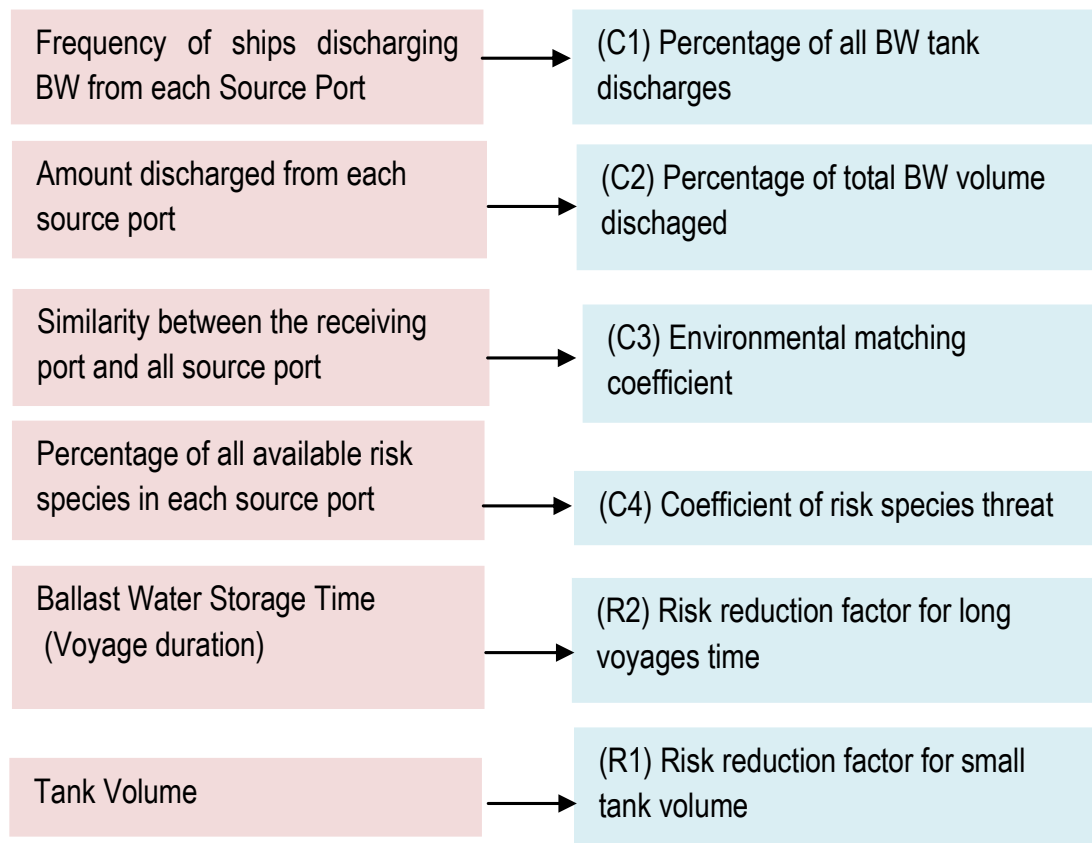 Frequency of ships discharging
BW from each Source Port
(C1) Percentage of all BW tank
discharges
Amount discharged from each
source port
(C2) Percentage of total BW volume
dischaged
Similarity between the receiving
port and all source port
(C3) Environmental matching
coefficient
Percentage of all available risk
species in each source port
(C4) Coefficient of risk species threat
Ballast Water Storage Time
(Voyage duration)
(R2) Risk reduction factor for long
voyages time
Tank Volume
(R1) Risk reduction factor for small
tank volume